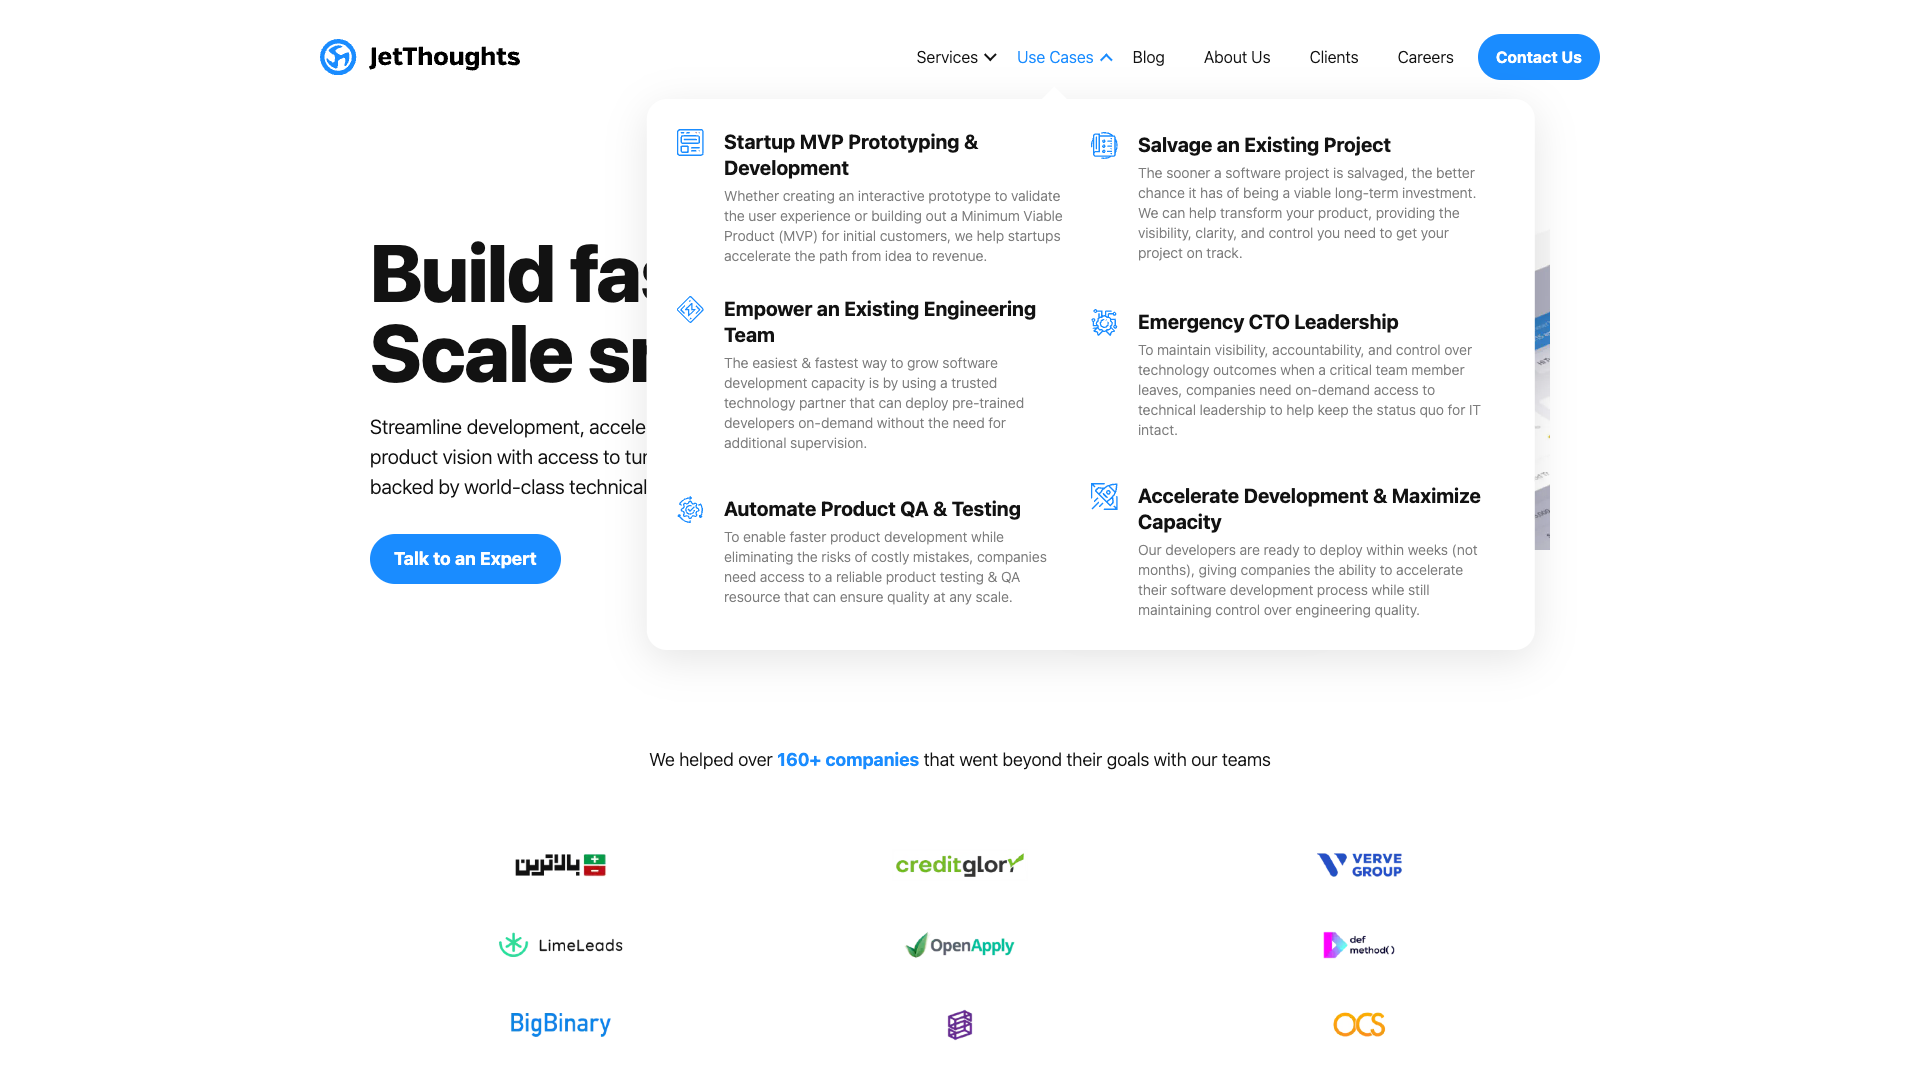 JetThoughts
Services
Use Cases
Blog
About Us
Clients
Careers
Contact Us
Startup MVP Prototyping &
Development
Whether creating an interactive prototype to validate
the user experience or building out a Minimum Viable
Product (MVP) for initial customers, we help startups
accelerate the path from idea to revenue.
Empower an Existing Engineering
Team
The easiest & fastest way to grow software
development capacity is by using a trusted
technology partner that can deploy pre-trained
developers on-demand without the need for
additional supervision.
Automate Product QA & Testing
To enable faster product development while
eliminating the risks of costly mistakes, companies
need access to a reliable product testing & QA
resource that can ensure quality at any scale.
Salvage an Existing Project
The sooner a software project is salvaged, the better
chance it has of being a viable long-term investment.
We can help transform your product, providing the
visibility, clarity, and control you need to get your
project on track.
Emergency CTO Leadership
To maintain visibility, accountability, and control over
technology outcomes when a critical team member
leaves, companies need on-demand access to
technical leadership to help keep the status quo for IT
intact.
Accelerate Development & Maximize
Capacity
Our developers are ready to deploy within weeks (not
months), giving companies the ability to accelerate
their software development process while still
maintaining control over engineering quality.
Build
Scale
Streamline development,
product vision with access to
backed by world-class technical
Talk to an Expert
We helped over 160+ companies that went beyond their goals with our teams
بالاترین
creditglory
VERVE
GROUP
LimeLeads
OpenApply
def
method()
BigBinary
OCS